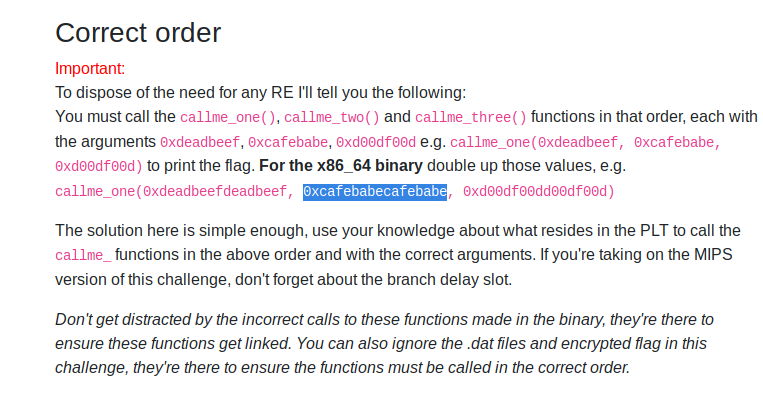 Correct order
Important:
To dispose of the need for any RE I'll tell you the following:
You must call the callme_one(), callme_two() and callme_three() functions in that order, each with
the arguments 0xdeadbeef, 0xcafebabe, 0xd00df00d e.g. callme_one(0xdeadbeef, 0xcafebabe,
0xd00df00d) to print the flag. For the x86_64 binary double up those values, e.g.
callme_one(0xdeadbeefdeadbeef, 0xcafebabecafebabe, 0xd00df00dd00df00d)
The solution here is simple enough, use your knowledge about what resides in the PLT to call the
callme_ functions in the above order and with the correct arguments. If you're taking on the MIPS
version of this challenge, don't forget about the branch delay slot.
Don't get distracted by the incorrect calls to these functions made in the binary, they're there to
ensure these functions get linked. You can also ignore the .dat files and encrypted flag in this
challenge, they're there to ensure the functions must be called in the correct order.